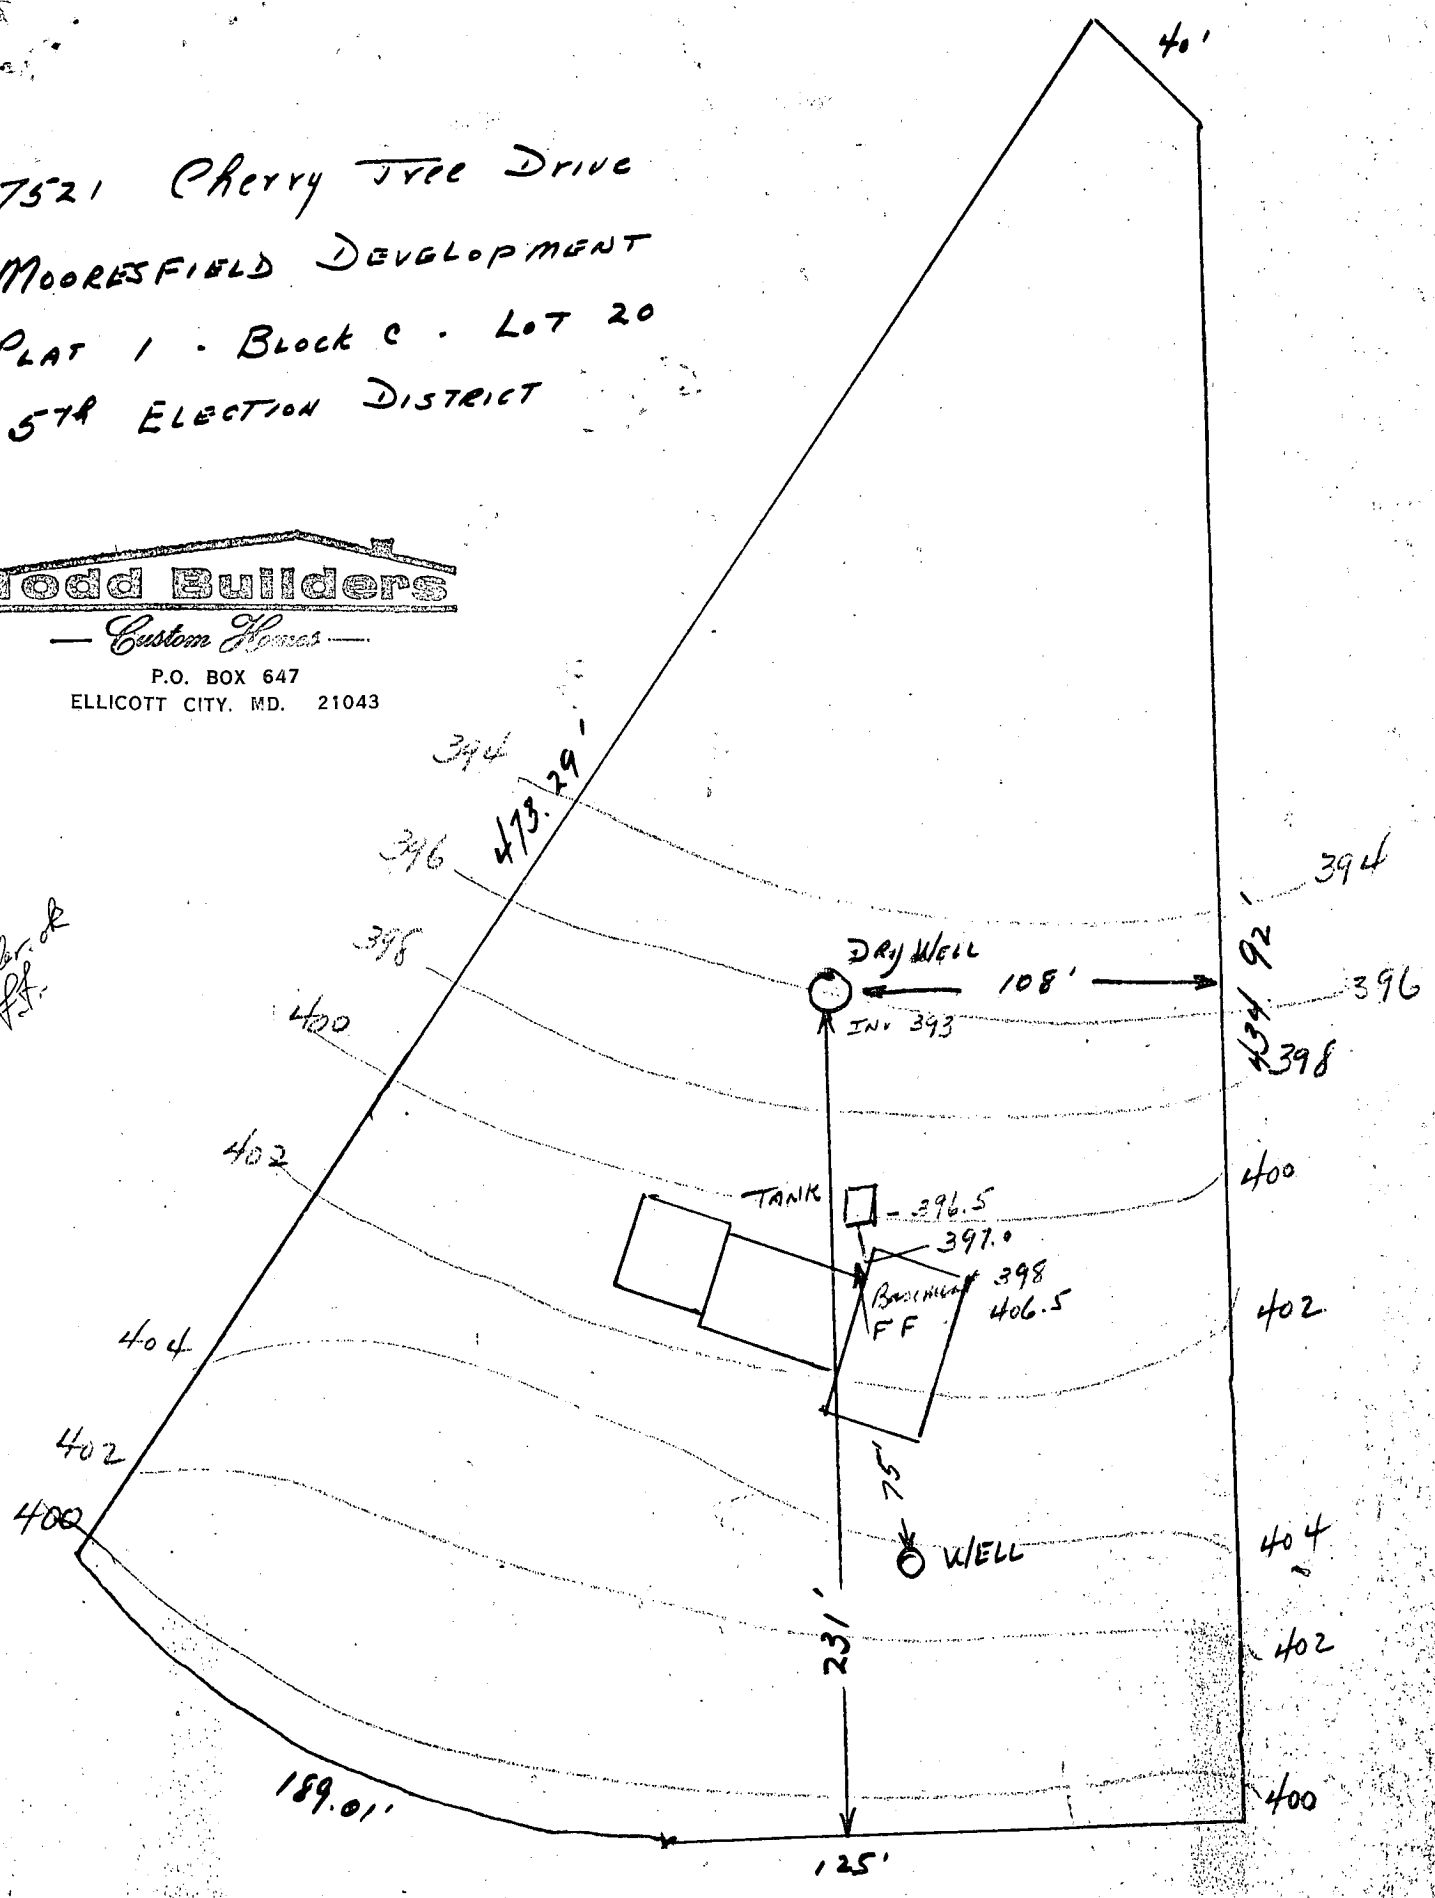 40'
7521 Cherry Tree Drive
MOORESFIELD DEVELOPMENT
PLAT 1 . BLOCK C . LOT 20
5th ELECTION DISTRICT
Todd Builders
— Custom Homes —
P.O. BOX 647
ELLICOTT CITY, MD. 21043
394
473.29'
396
394
398
DRY WELL
108'
434 92'
396
INV 393
400
398
402
400
TANK
- 396.5
397.0
Basement 398
FF 406.5
402
404
402
75'
400
WELL
404
231'
402
189.01'
400
125'